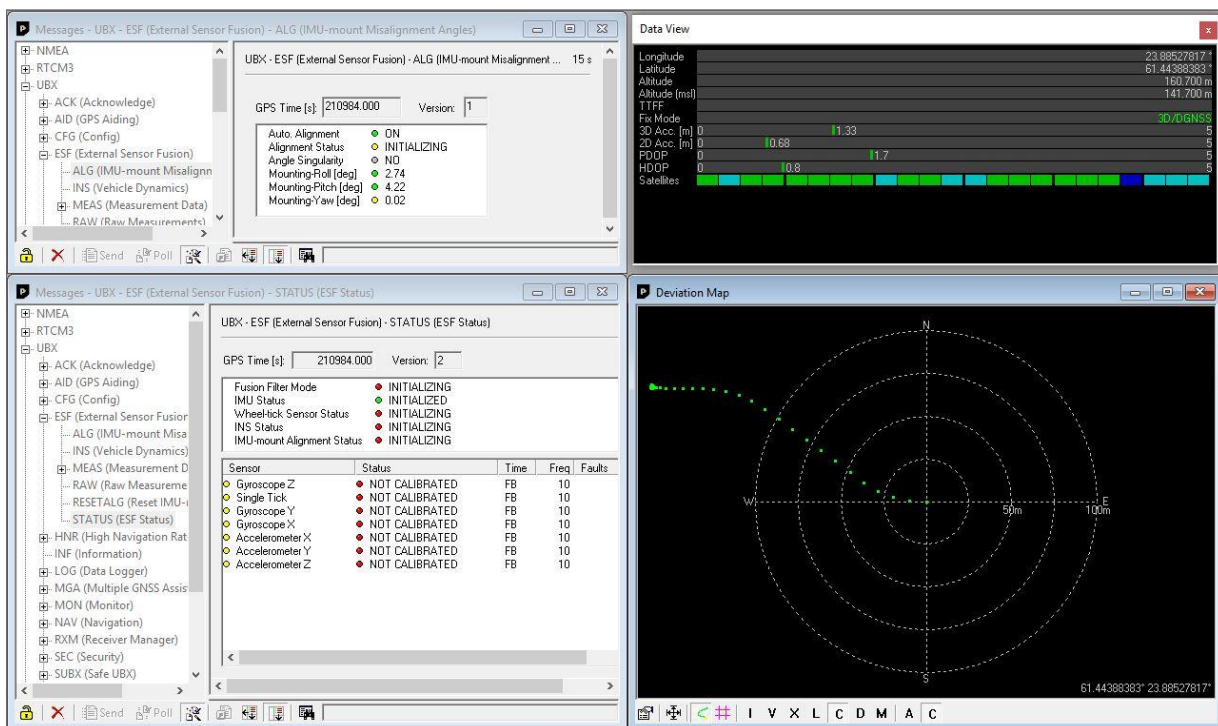 Messages - UBX - ESF (External Sensor Fusion) - ALG (IMU-mount Misalignment Angles)
NMEA
RTCM3
UBX
ACK (Acknowledge)
AID (GPS Aiding)
CFG (Config)
ESF (External Sensor Fusion)
ALG (IMU-mount Misalignn
INS (Vehicle Dynamics)
MEAS (Measurement Data)
RAW (Raw Measurements)
UBX - ESF (External Sensor Fusion) - ALG (IMU-mount Misalignment ... 15 s
GPS Time [s]: 210984.000 Version: 1
Auto. Alignment ON
Alignment Status INITIALIZING
Angle Singularity NO
Mounting-Roll [deg] 2.74
Mounting-Pitch [deg] 4.22
Mounting-Yaw [deg] 0.02
Send Poll
Data View
Longitude 23.88527817 °
Latitude 61.44388383 °
Altitude 160.700 m
Altitude (msl) 141.700 m
TTFF
Fix Mode 3D/DGNSS
3D Acc. [m] 0 1.33 5
2D Acc. [m] 0 0.68 5
PDOP 0 1.7 5
HDOP 0 0.8 5
Satellites
Messages - UBX - ESF (External Sensor Fusion) - STATUS (ESF Status)
NMEA
RTCM3
UBX
ACK (Acknowledge)
AID (GPS Aiding)
CFG (Config)
ESF (External Sensor Fusion
ALG (IMU-mount Misa
INS (Vehicle Dynamics)
MEAS (Measurement D
RAW (Raw Measureme
RESETALG (Reset IMU-
STATUS (ESF Status)
HNR (High Navigation Rat
INF (Information)
LOG (Data Logger)
MGA (Multiple GNSS Assis
MON (Monitor)
NAV (Navigation)
RXM (Receiver Manager)
SEC (Security)
SUBX (Safe UBX)
UBX - ESF (External Sensor Fusion) - STATUS (ESF Status)
GPS Time [s]: 210984.000 Version: 2
Fusion Filter Mode INITIALIZING
IMU Status INITIALIZED
Wheel-tick Sensor Status INITIALIZING
INS Status INITIALIZING
IMU-mount Alignment Status INITIALIZING
Sensor Status Time Freq Faults
Gyroscope Z NOT CALIBRATED FB 10
Single Tick NOT CALIBRATED FB 10
Gyroscope Y NOT CALIBRATED FB 10
Gyroscope X NOT CALIBRATED FB 10
Accelerometer X NOT CALIBRATED FB 10
Accelerometer Y NOT CALIBRATED FB 10
Accelerometer Z NOT CALIBRATED FB 10
Send Poll
Deviation Map
N
W 50m E
100m
S
61.44388383° 23.88527817°
I V X L C D M A C